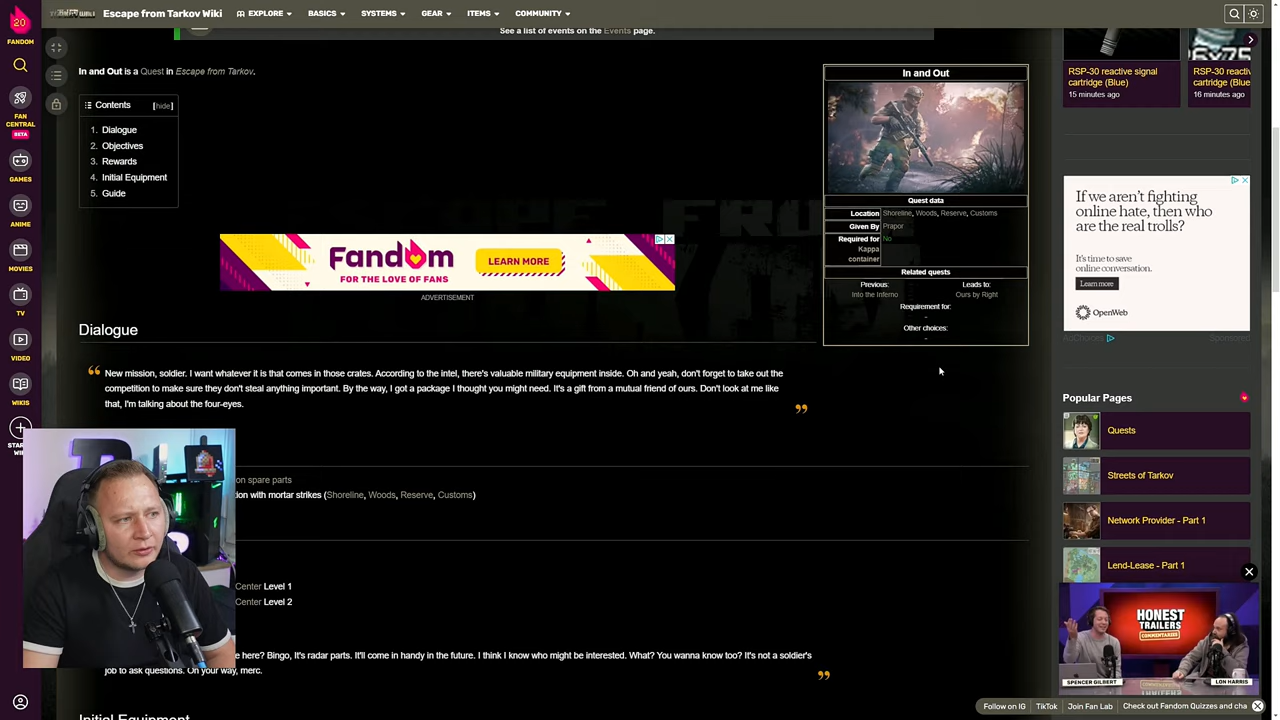 20
FANDOM
FAN CENTRAL
BETA
GAMES
ANIME
MOVIES
TV
VIDEO
WIKIS
Escape from Tarkov Wiki
EXPLORE
BASICS
SYSTEMS
GEAR
ITEMS
COMMUNITY
See a list of events on the Events page.
In and Out is a Quest in Escape from Tarkov.
Contents [hide]
1. Dialogue
2. Objectives
3. Rewards
4. Initial Equipment
5. Guide
Fandom
FOR THE LOVE OF FANS
LEARN MORE
ADVERTISEMENT
In and Out
Quest data
Location Shoreline, Woods, Reserve, Customs
Given By Prapor
Required for Kappa container No
Related quests
Previous: Leads to:
Into the Inferno Ours by Right
Requirement for:
-
Other choices:
-
Dialogue
New mission, soldier. I want whatever it is that comes in those crates. According to the intel, there's valuable military equipment inside. Oh and yeah, don't forget to take out the
competition to make sure they don't steal anything important. By the way, I got a package I thought you might need. It's a gift from a mutual friend of ours. Don't look at me like
that, I'm talking about the four-eyes.
on spare parts
tion with mortar strikes (Shoreline, Woods, Reserve, Customs)
Center Level 1
Center Level 2
e here? Bingo, It's radar parts. It'll come in handy in the future. I think I know who might be interested. What? You wanna know too? It's not a soldier's
job to ask questions. On your way, merc.
Initial Equipment
RSP-30 reactive signal
cartridge (Blue)
15 minutes ago
RSP-30 reactiv
cartridge (Blue
16 minutes ago
If we aren't fighting
online hate, then who
are the real trolls?
It's time to save
online conversation.
Learn more
OpenWeb
AdChoices
Sponsored
Popular Pages
Quests
Streets of Tarkov
Network Provider - Part 1
Lend-Lease - Part 1
HONEST
TRAILERS
COMMENTARIES
SPENCER GILBERT
LON HARRIS
Follow on IG
TikTok
Join Fan Lab
Check out Fandom Quizzes and cha